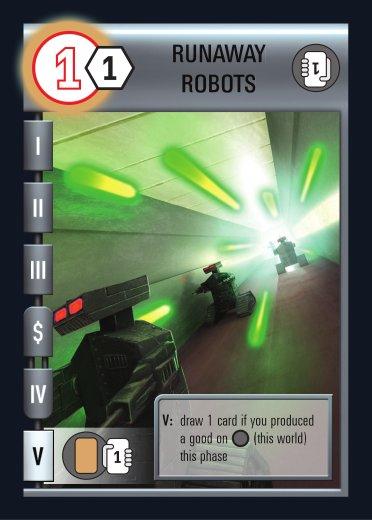 1
1
RUNAWAY
ROBOTS
1
I
II
III
$
IV
V
1
V: draw 1 card if you produced
a good on (this world)
this phase